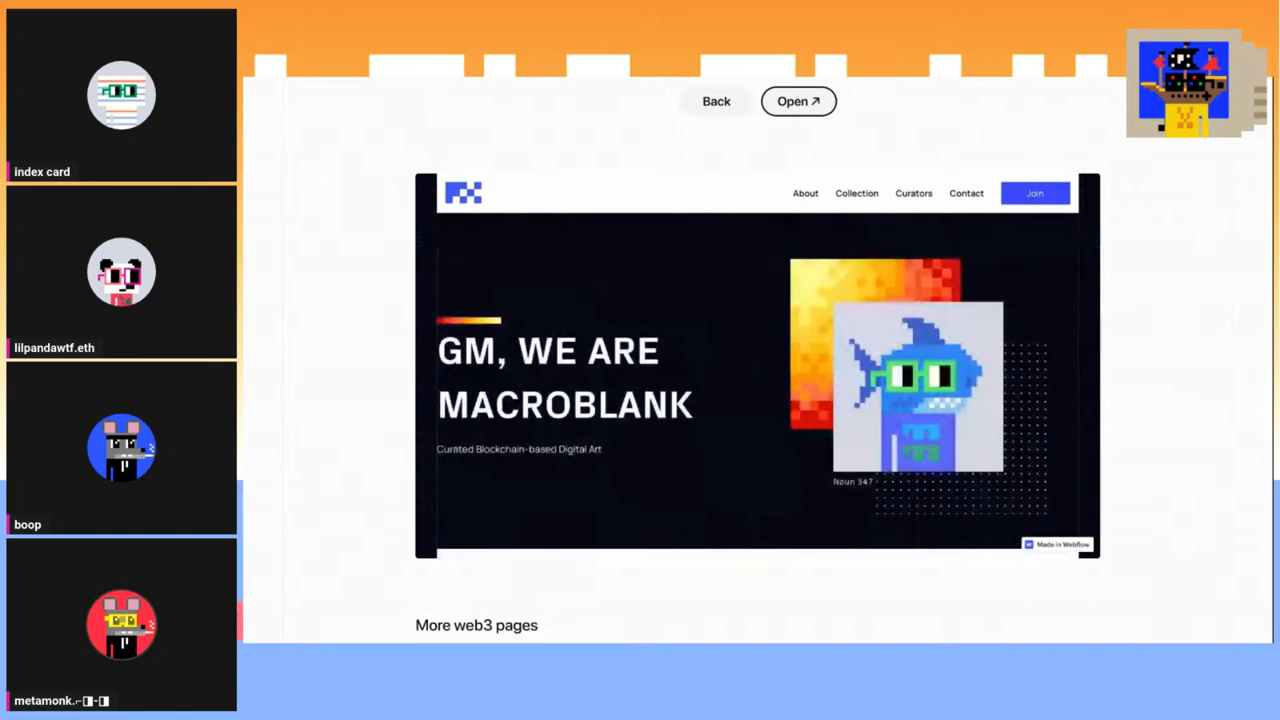 index card
lilpandawtf.eth
boop
metamonk.⌐◨-◨
Back
Open ↗
About
Collection
Curators
Contact
Join
GM, WE ARE
MACROBLANK
Curated Blockchain-based Digital Art
Noun 347
Made in Webflow
More web3 pages